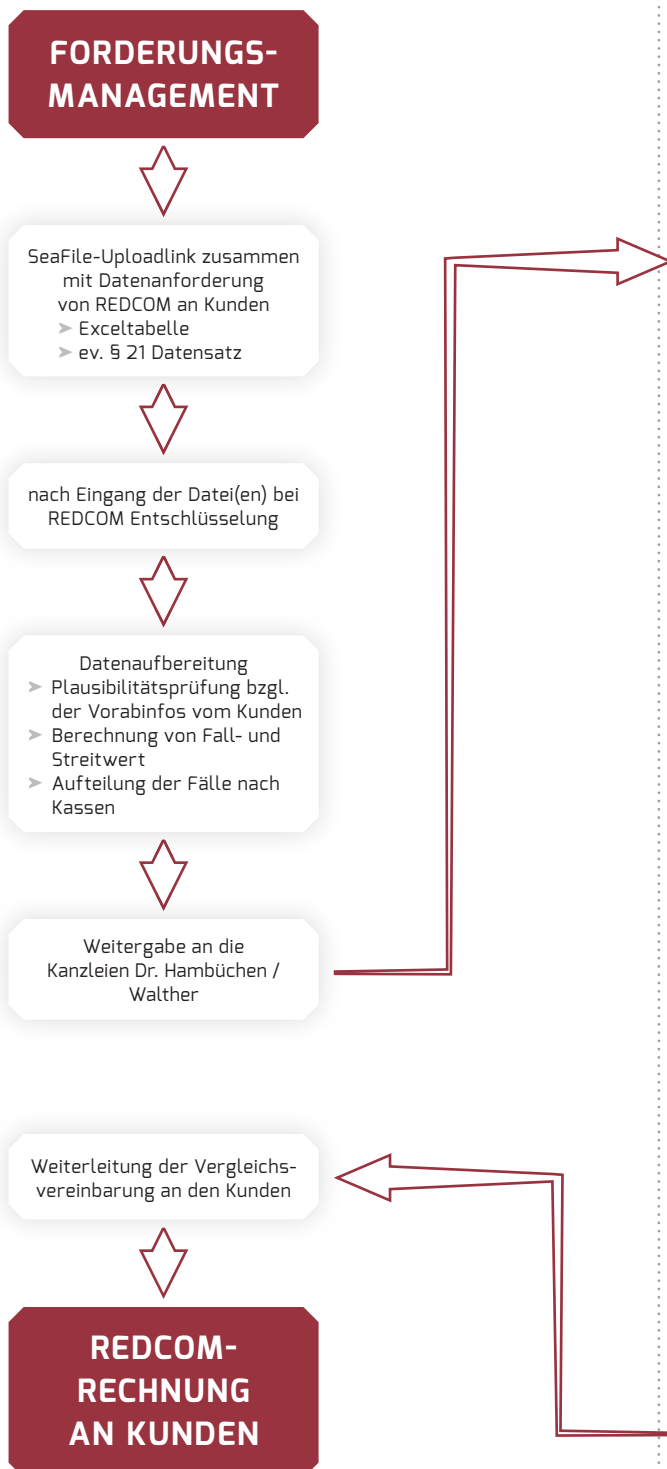 FORDERUNGS-
MANAGEMENT
SeaFile-Uploadlink zusammen
mit Datenanforderung
von REDCOM an Kunden
➤ Exceltabelle
➤ ev. § 21 Datensatz
nach Eingang der Datei(en) bei
REDCOM Entschlüsselung
Datenaufbereitung
➤ Plausibilitätsprüfung bzgl.
der Vorabinfos vom Kunden
➤ Berechnung von Fall- und
Streitwert
➤ Aufteilung der Fälle nach
Kassen
Weitergabe an die
Kanzleien Dr. Hambüchen /
Walther
Weiterleitung der Vergleichs-
vereinbarung an den Kunden
REDCOM-
RECHNUNG
AN KUNDEN